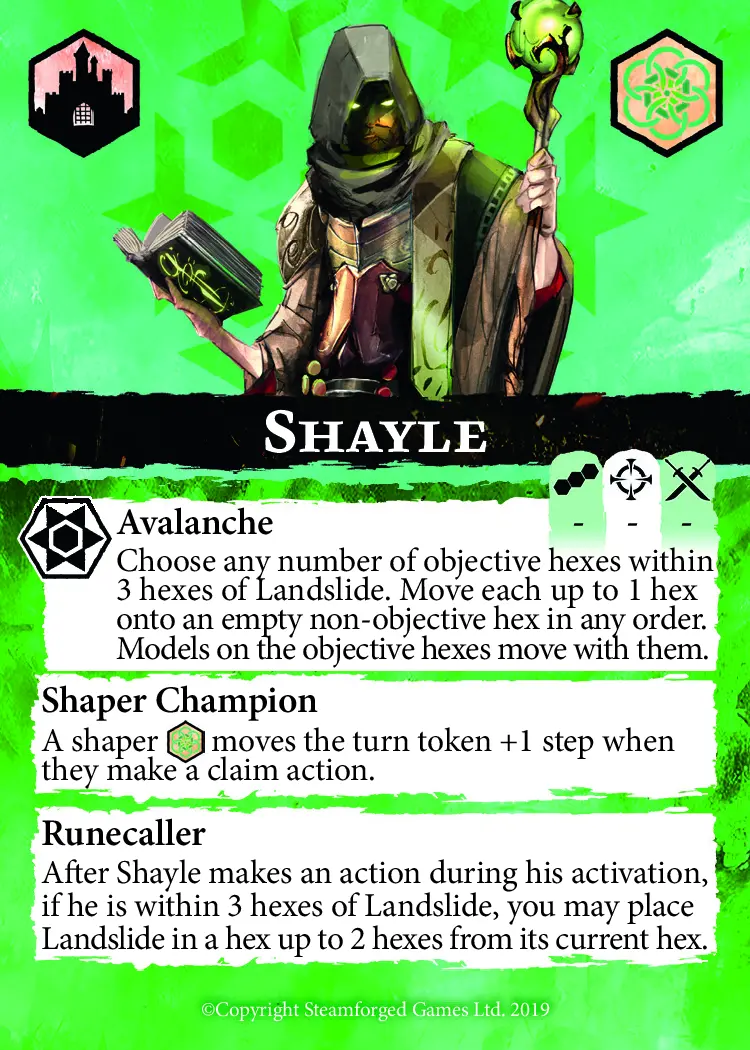 SHAYLE
- - -
Avalanche
Choose any number of objective hexes within
3 hexes of Landslide. Move each up to 1 hex
onto an empty non-objective hex in any order.
Models on the objective hexes move with them.
Shaper Champion
A shaper moves the turn token +1 step when
they make a claim action.
Runecaller
After Shayle makes an action during his activation,
if he is within 3 hexes of Landslide, you may place
Landslide in a hex up to 2 hexes from its current hex.
©Copyright Steamforged Games Ltd. 2019